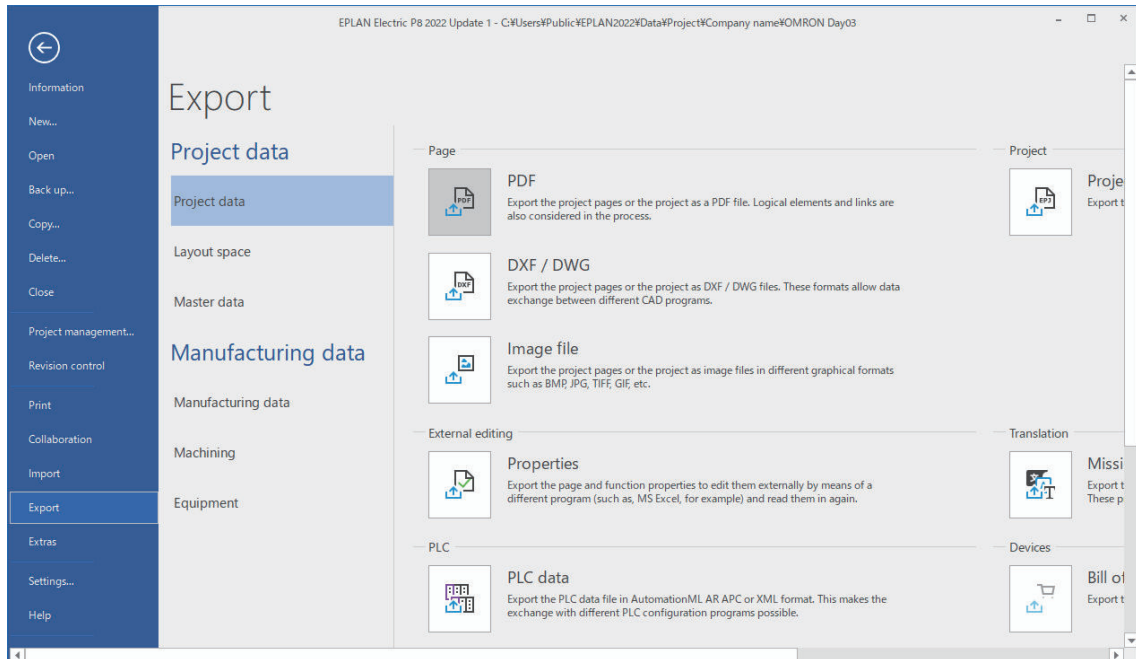 EPLAN Electric P8 2022 Update 1 - C:¥Users¥Public¥EPLAN2022¥Data¥Project¥Company name¥OMRON Day03
Information
New...
Open
Back up...
Copy...
Delete...
Close
Project management...
Revision control
Print
Collaboration
Import
Export
Extras
Settings...
Help
Export
Project data
Project data
Layout space
Master data
Manufacturing data
Manufacturing data
Machining
Equipment
Page
PDF
PDF
Export the project pages or the project as a PDF file. Logical elements and links are
also considered in the process.
DXF
DXF / DWG
Export the project pages or the project as DXF / DWG files. These formats allow data
exchange between different CAD programs.
Image file
Export the project pages or the project as image files in different graphical formats
such as BMP, JPG, TIFF, GIF, etc.
External editing
Properties
Export the page and function properties to edit them externally by means of a
different program (such as, MS Excel, for example) and read them in again.
PLC
PLC data
Export the PLC data file in AutomationML AR APC or XML format. This makes the
exchange with different PLC configuration programs possible.
Project
EPJ
Proje
Export t
Translation
Missi
Export t
These p
Devices
Bill of
Export t